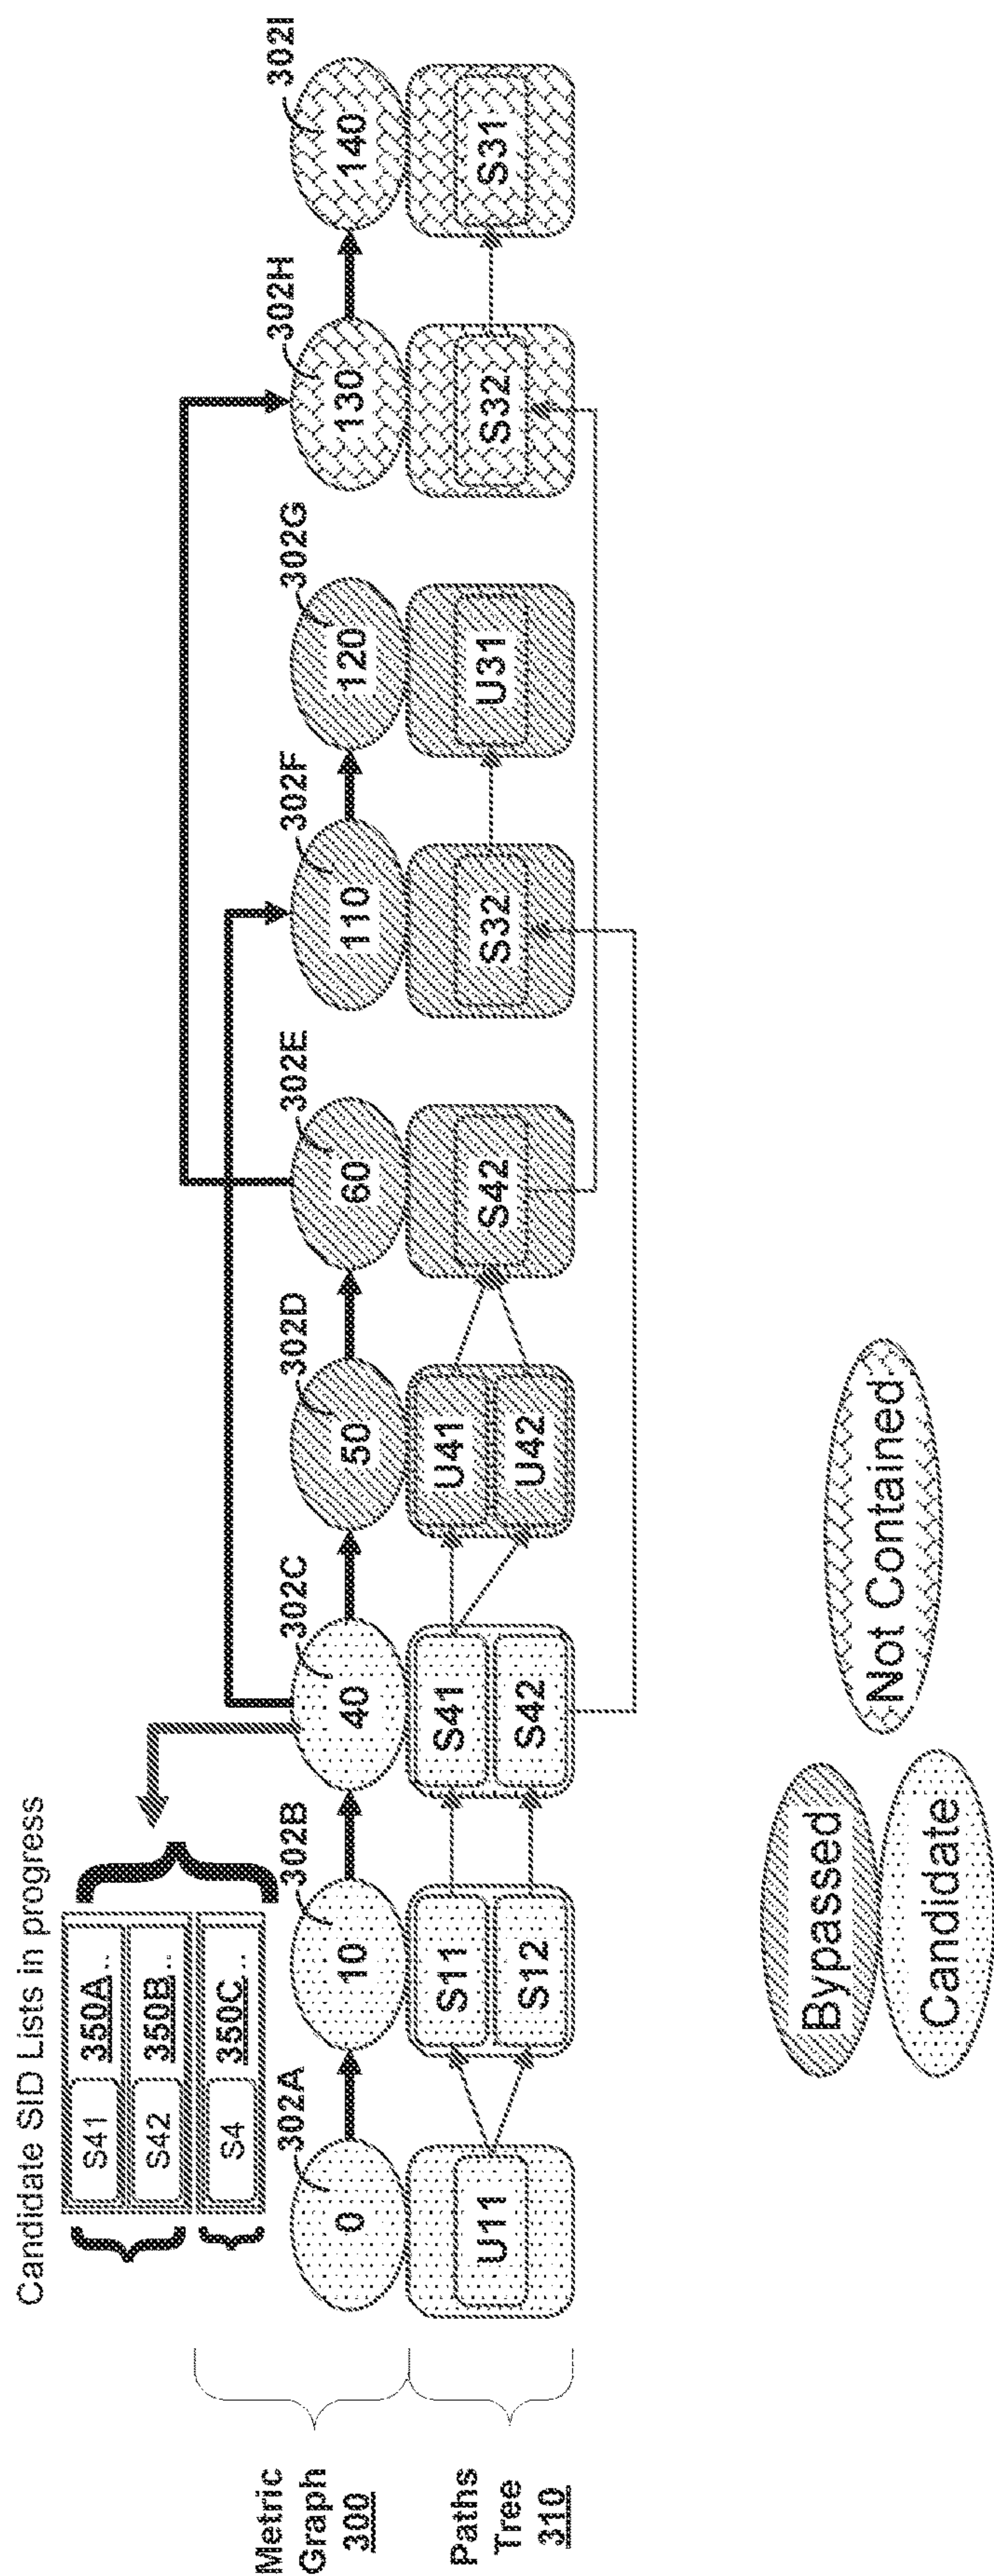 Candidate SID Lists in progress
S41 350A..
S42 350B..
S4 350C..
302A
302B
302C
302D
302E
302F
302G
302H
302I
Metric
Graph
300
0
10
40
50
60
110
120
130
140
Paths
Tree
310
U11
S11
S12
S41
S42
U41
U42
S42
S32
U31
S32
S31
Bypassed
Candidate
Not Contained